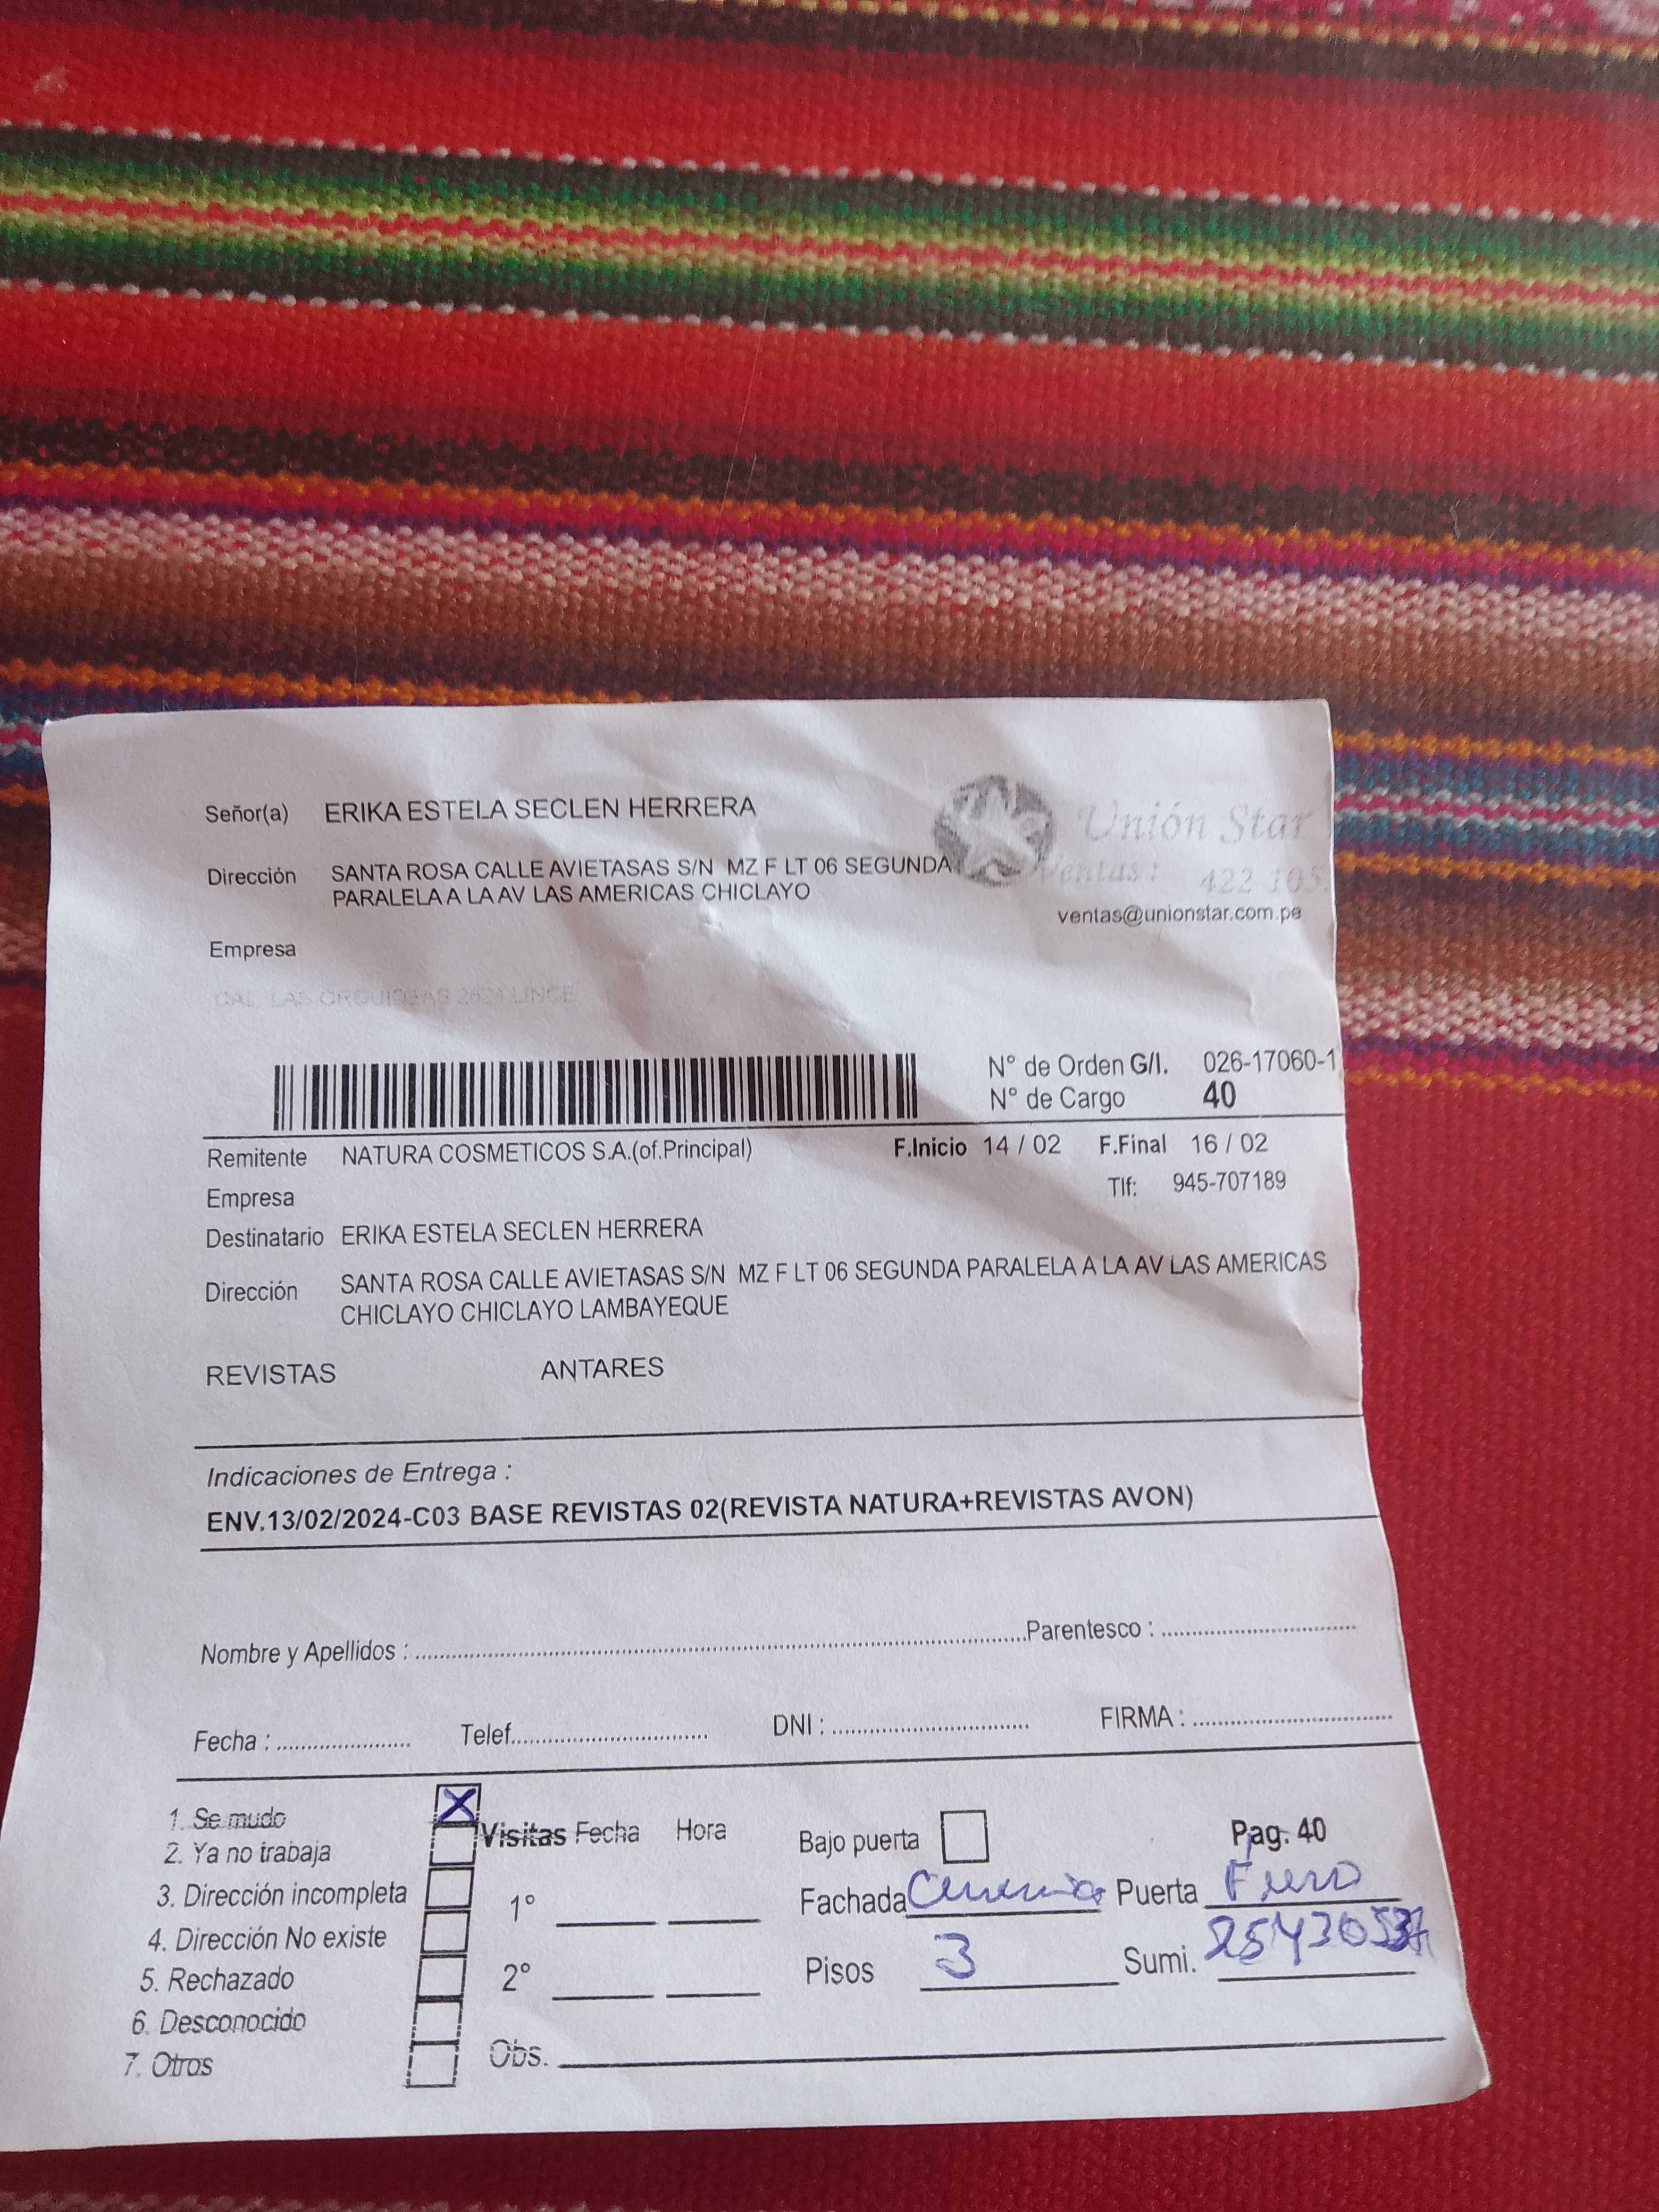 Señor(a) ERIKA ESTELA SECLEN HERRERA
Unión Star
Dirección SANTA ROSA CALLE AVIETASAS S/N MZ F LT 06 SEGUNDA
PARALELA A LA AV LAS AMERICAS CHICLAYO
Ventas: 422 105
ventas@unionstar.com.pe
Empresa
CAL LAS ORQUIDEAS LINCE
N° de Orden G/I. 026-17060-1
N° de Cargo 40
Remitente NATURA COSMETICOS S.A.(of.Principal) F.Inicio 14 / 02 F.Final 16 / 02
Empresa Tlf: 945-707189
Destinatario ERIKA ESTELA SECLEN HERRERA
Dirección SANTA ROSA CALLE AVIETASAS S/N MZ F LT 06 SEGUNDA PARALELA A LA AV LAS AMERICAS
CHICLAYO CHICLAYO LAMBAYEQUE
REVISTAS ANTARES
Indicaciones de Entrega :
ENV.13/02/2024-C03 BASE REVISTAS 02(REVISTA NATURA+REVISTAS AVON)
Nombre y Apellidos : Parentesco :
Fecha : Telef. DNI : FIRMA :
1. Se mudo X
2. Ya no trabaja
3. Dirección incompleta
4. Dirección No existe
5. Rechazado
6. Desconocido
7. Otros
Visitas Fecha Hora
1°
2°
Obs.
Bajo puerta Pag. 40
Fachada Puerta
Pisos 3 Sumi.